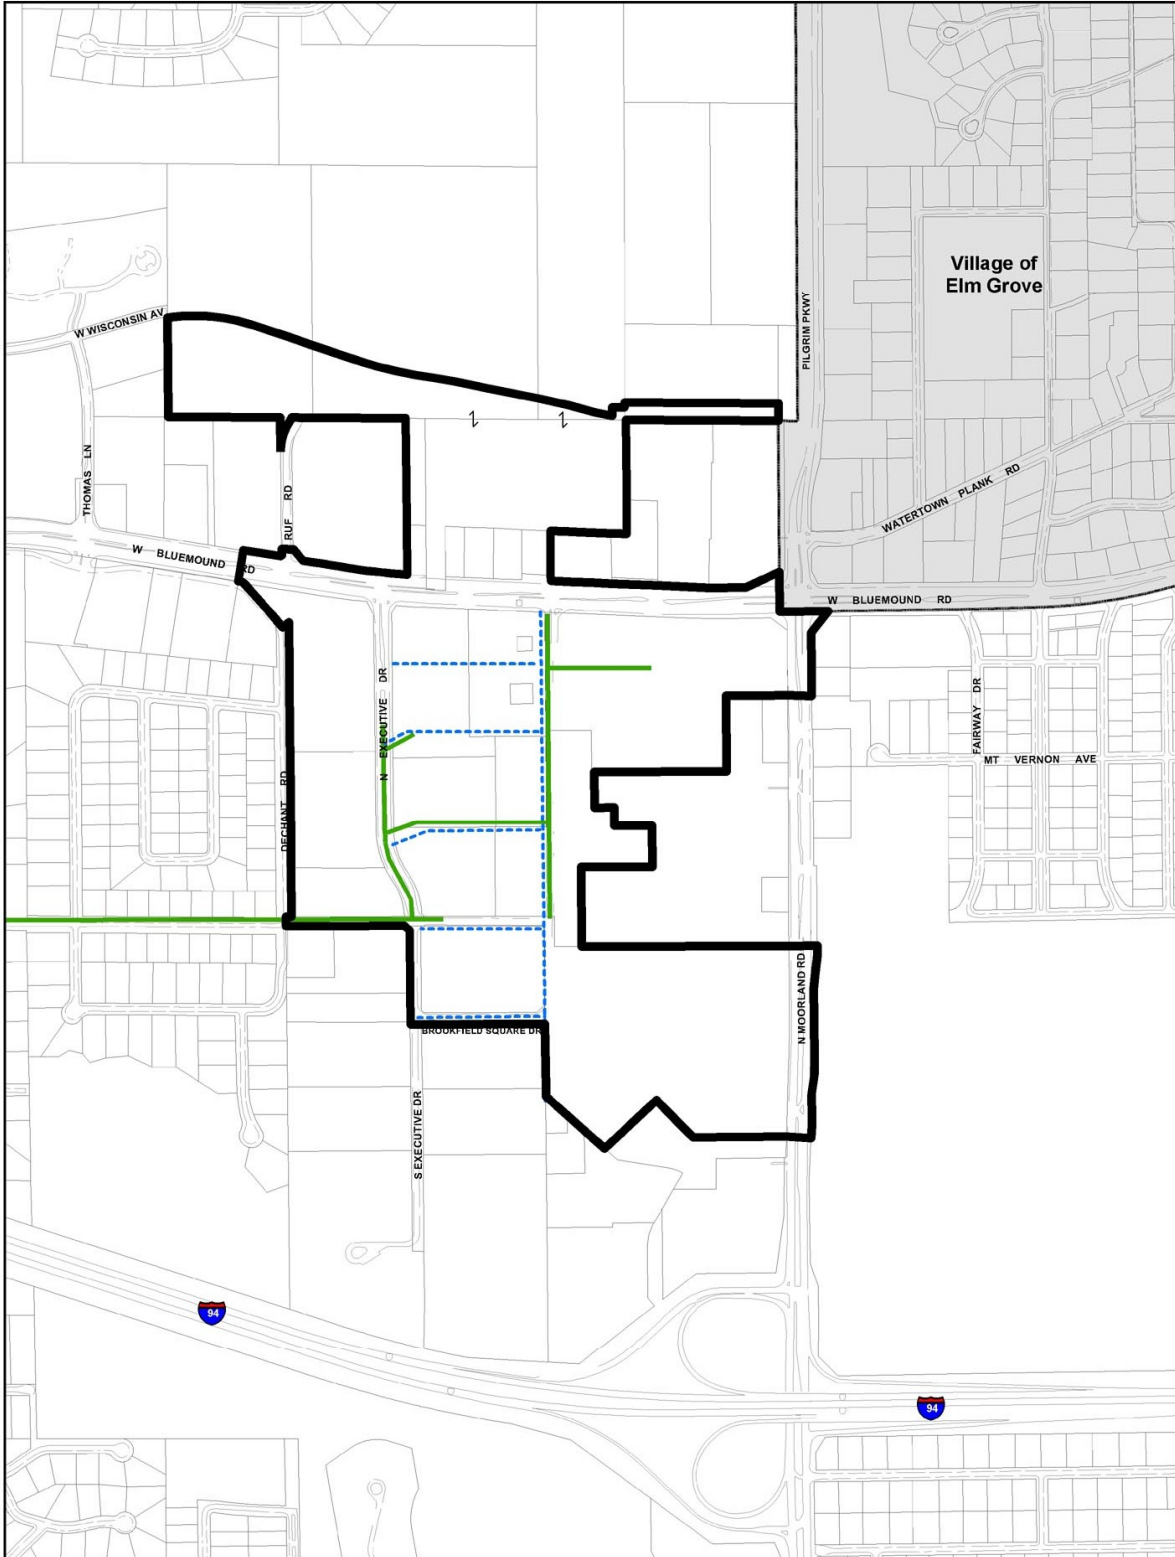 Village of
Elm Grove
W WISCONSIN AV
PILGRIM PKWY
THOMAS LN
RUF RD
WATERTOWN PLANK RD
W BLUEMOUND RD
W BLUEMOUND RD
N EXECUTIVE DR
FAIRWAY DR
MT VERNON AVE
DECHANT RD
N MOORLAND RD
BROOKFIELD SQUARE DR
S EXECUTIVE DR
94
94